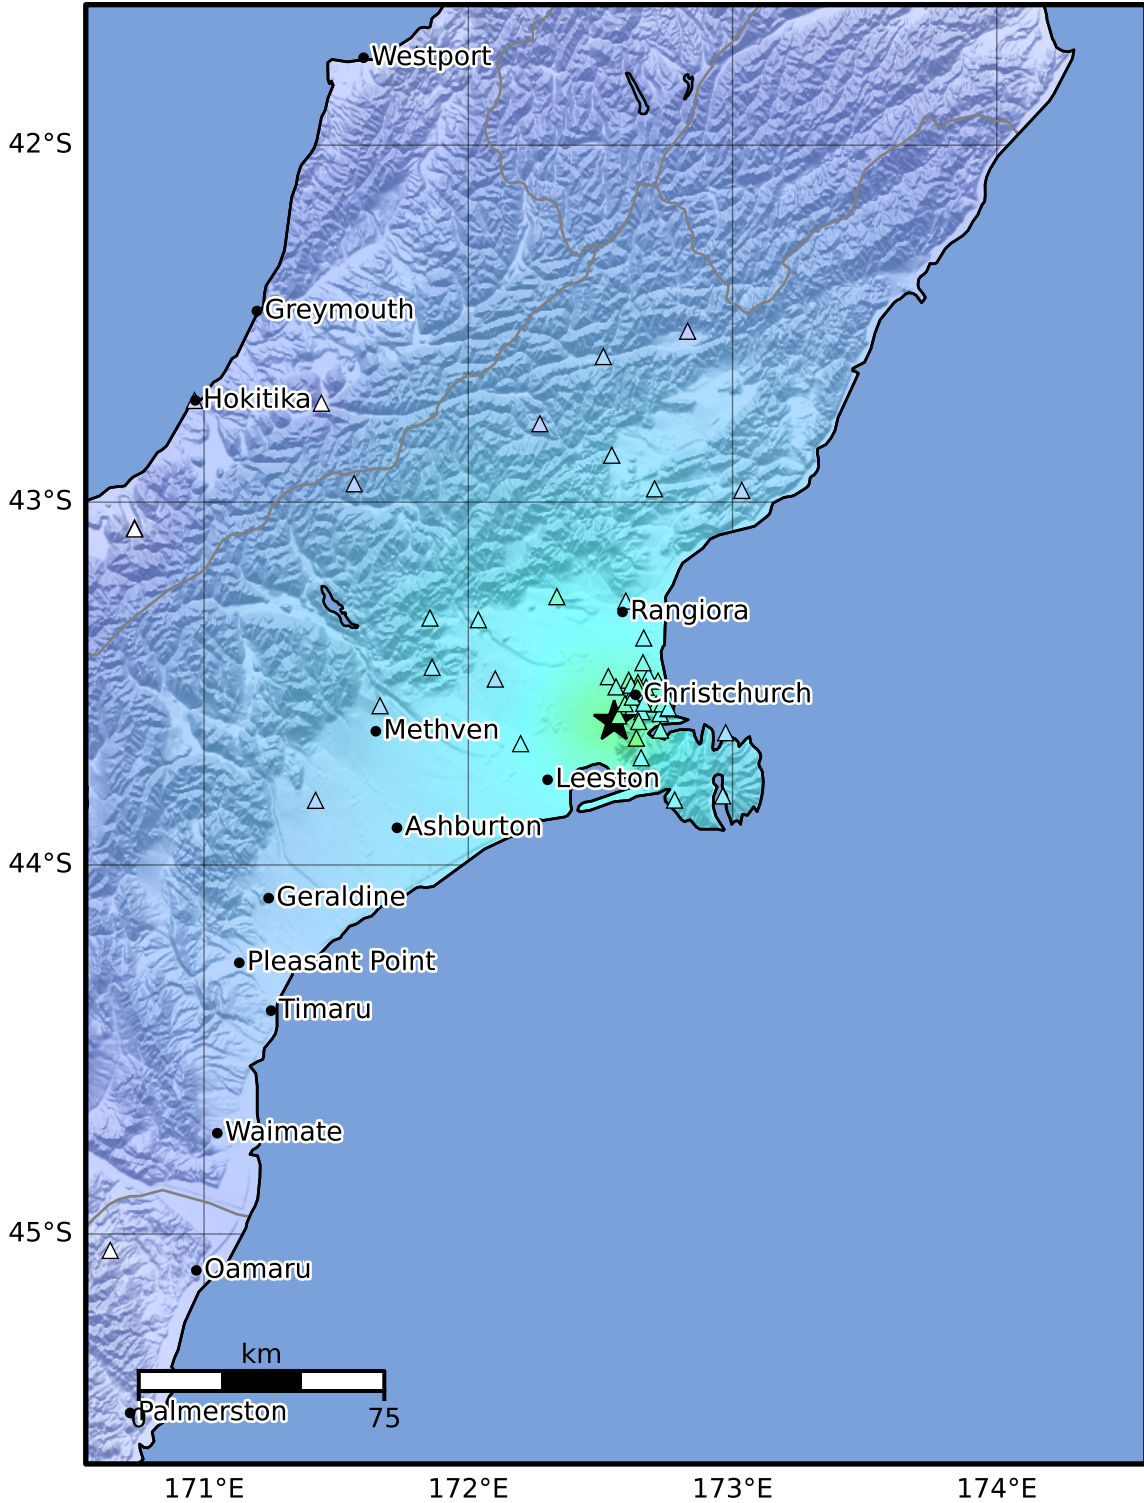 Westport
42°S
Greymouth
Hokitika
43°S
Rangiora
Christchurch
Methven
Leeston
Ashburton
44°S
Geraldine
Pleasant Point
Timaru
Waimate
45°S
Oamaru
km
Palmerston
0 75
171°E 172°E 173°E 174°E